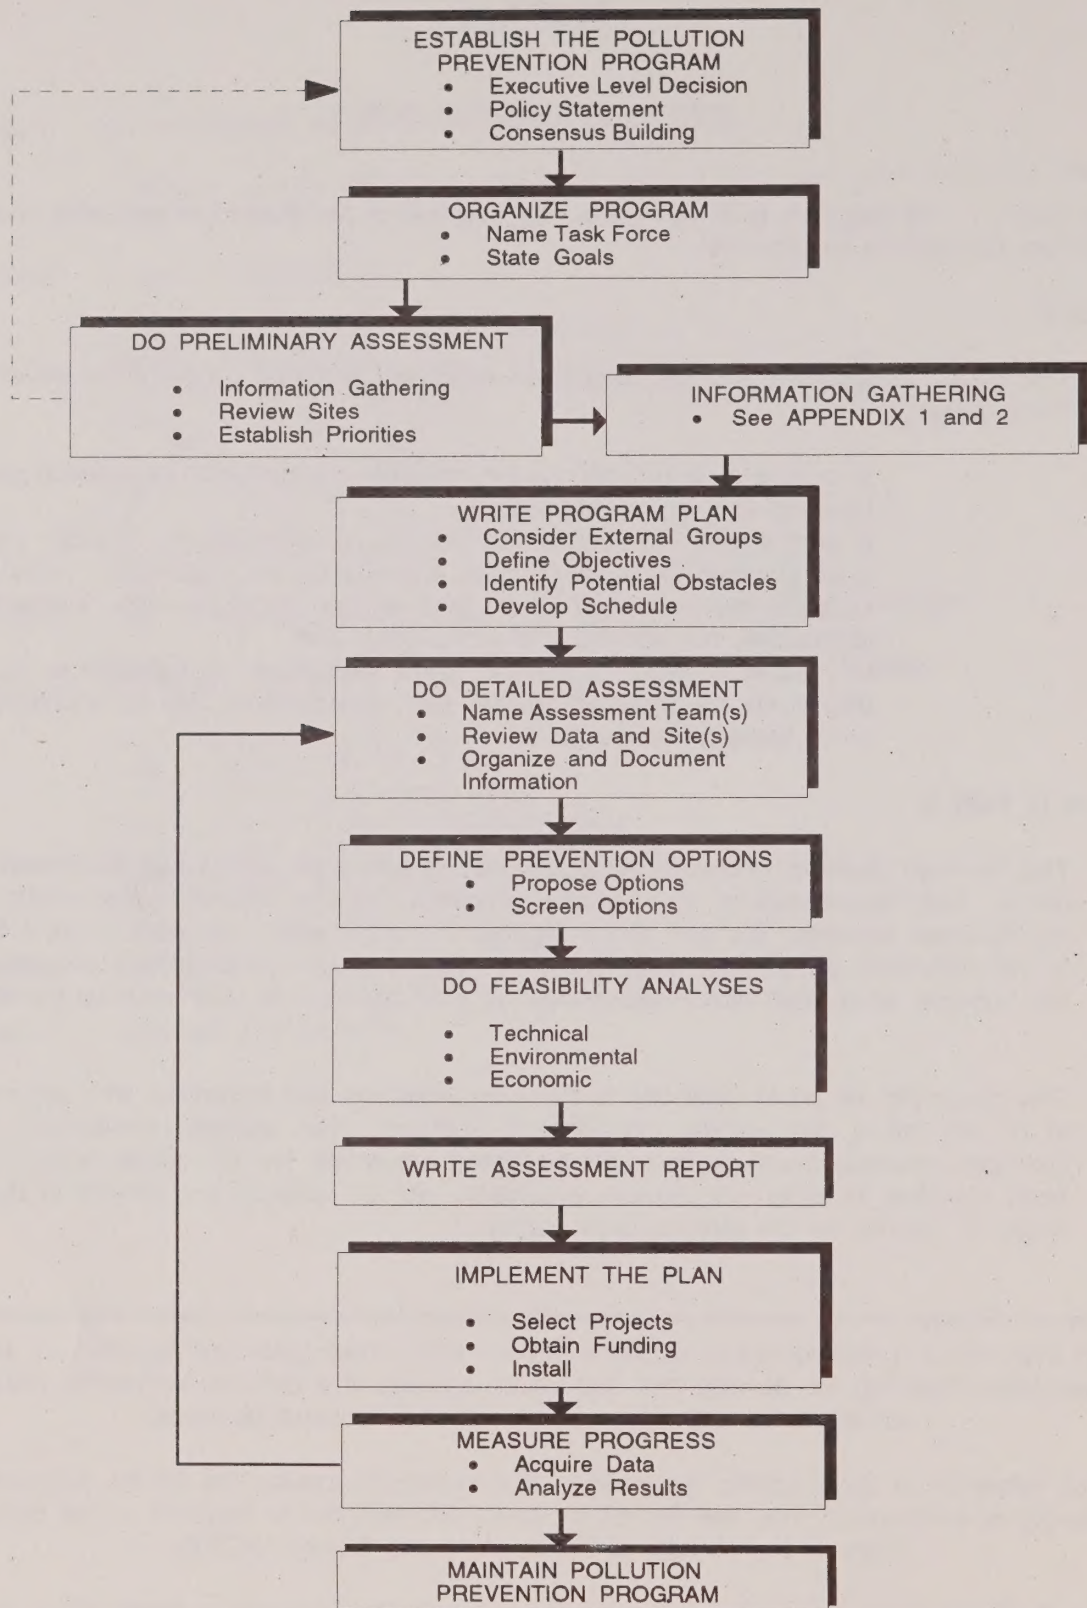 ESTABLISH THE POLLUTION
PREVENTION PROGRAM
• Executive Level Decision
• Policy Statement
• Consensus Building
ORGANIZE PROGRAM
• Name Task Force
• State Goals
DO PRELIMINARY ASSESSMENT
• Information Gathering
• Review Sites
• Establish Priorities
INFORMATION GATHERING
• See APPENDIX 1 and 2
WRITE PROGRAM PLAN
• Consider External Groups
• Define Objectives
• Identify Potential Obstacles
• Develop Schedule
DO DETAILED ASSESSMENT
• Name Assessment Team(s)
• Review Data and Site(s)
• Organize and Document
Information
DEFINE PREVENTION OPTIONS
• Propose Options
• Screen Options
DO FEASIBILITY ANALYSES
• Technical
• Environmental
• Economic
WRITE ASSESSMENT REPORT
IMPLEMENT THE PLAN
• Select Projects
• Obtain Funding
• Install
MEASURE PROGRESS
• Acquire Data
• Analyze Results
MAINTAIN POLLUTION
PREVENTION PROGRAM